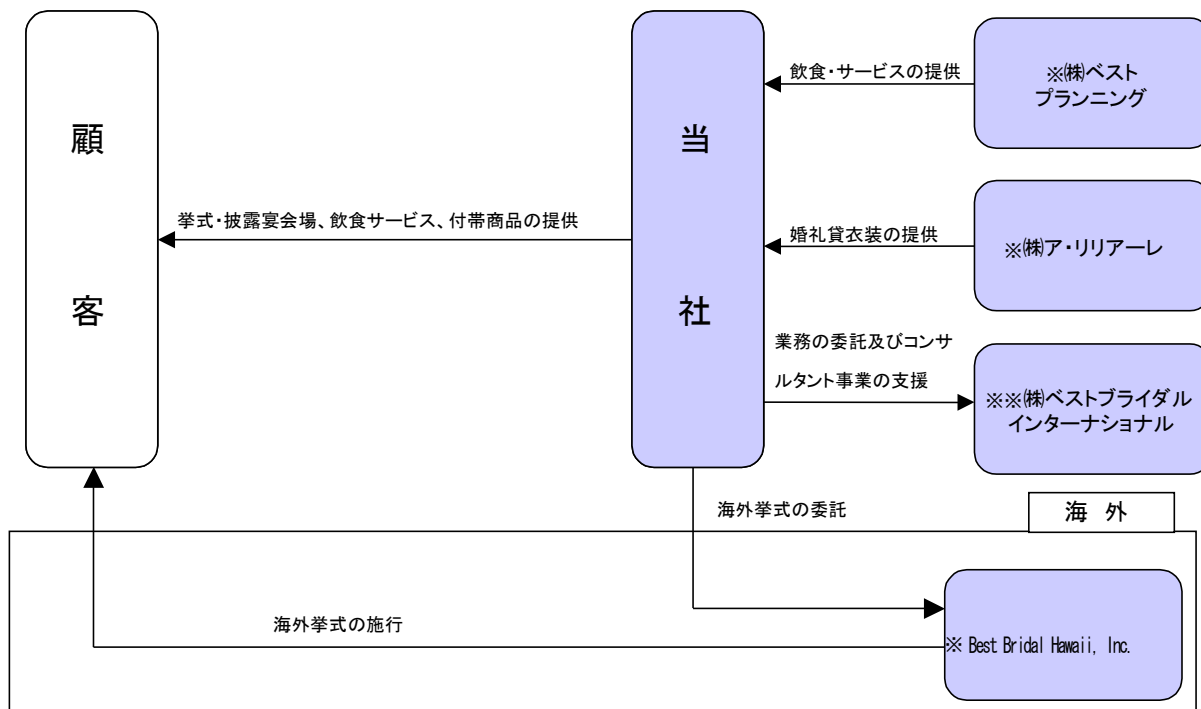 顧
客
当
社
飲食・サービスの提供
※㈱ベスト
プランニング
挙式・披露宴会場、飲食サービス、付帯商品の提供
婚礼貸衣装の提供
※㈱ア・リリアーレ
業務の委託及びコンサ
ルタント事業の支援
※※㈱ベストブライダル
インターナショナル
海外挙式の委託
海 外
海外挙式の施行
※ Best Bridal Hawaii, Inc.